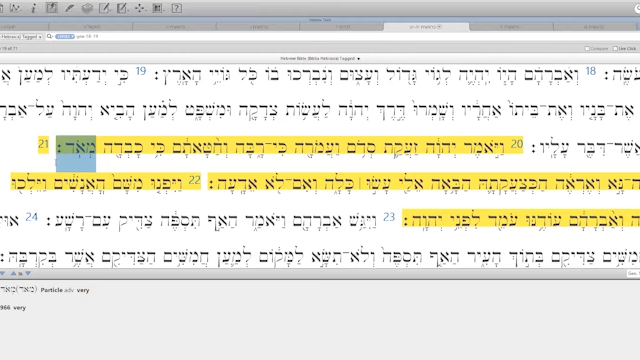 Hebrew Bible (Biblia Hebraica) Tagged
18 וְאַבְרָהָם הָיוֹ יִהְיֶה לְגוֹי גָּדוֹל וְעָצוּם וְנִבְרְכוּ בוֹ כֹּל גּוֹיֵי הָאָרֶץ׃ 19 כִּי יְדַעְתִּיו לְמַעַן
אֶת־בָּנָיו וְאֶת־בֵּיתוֹ אַחֲרָיו וְשָׁמְרוּ דֶּרֶךְ יְהוָה לַעֲשׂוֹת צְדָקָה וּמִשְׁפָּט לְמַעַן הָבִיא יְהוָה עַל־
דִּבֶּר עָלָיו׃ 20 וַיֹּאמֶר יְהוָה זַעֲקַת סְדֹם וַעֲמֹרָה כִּי־רָבָּה וְחַטָּאתָם כִּי כָבְדָה מְאֹד׃ 21
נָּא וְאֶרְאֶה הַכְּצַעֲקָתָהּ הַבָּאָה אֵלַי עָשׂוּ כָּלָה וְאִם־לֹא אֵדָעָה׃ 22 וַיִּפְנוּ מִשָּׁם הָאֲנָשִׁים וַיֵּלְכוּ
וְאַבְרָהָם עוֹדֶנּוּ עֹמֵד לִפְנֵי יְהוָה׃ 23 וַיִּגַּשׁ אַבְרָהָם וַיֹּאמַר הַאַף תִּסְפֶּה צַדִּיק עִם־רָשָׁע׃ 24
חֲמִשִּׁים צַדִּיקִם בְּתוֹךְ הָעִיר הַאַף תִּסְפֶּה וְלֹא־תִשָּׂא לַמָּקוֹם לְמַעַן חֲמִשִּׁים הַצַּדִּיקִם אֲשֶׁר בְּקִרְבָּהּ׃
(מאד) מְאֹד Particle adv very
966 very